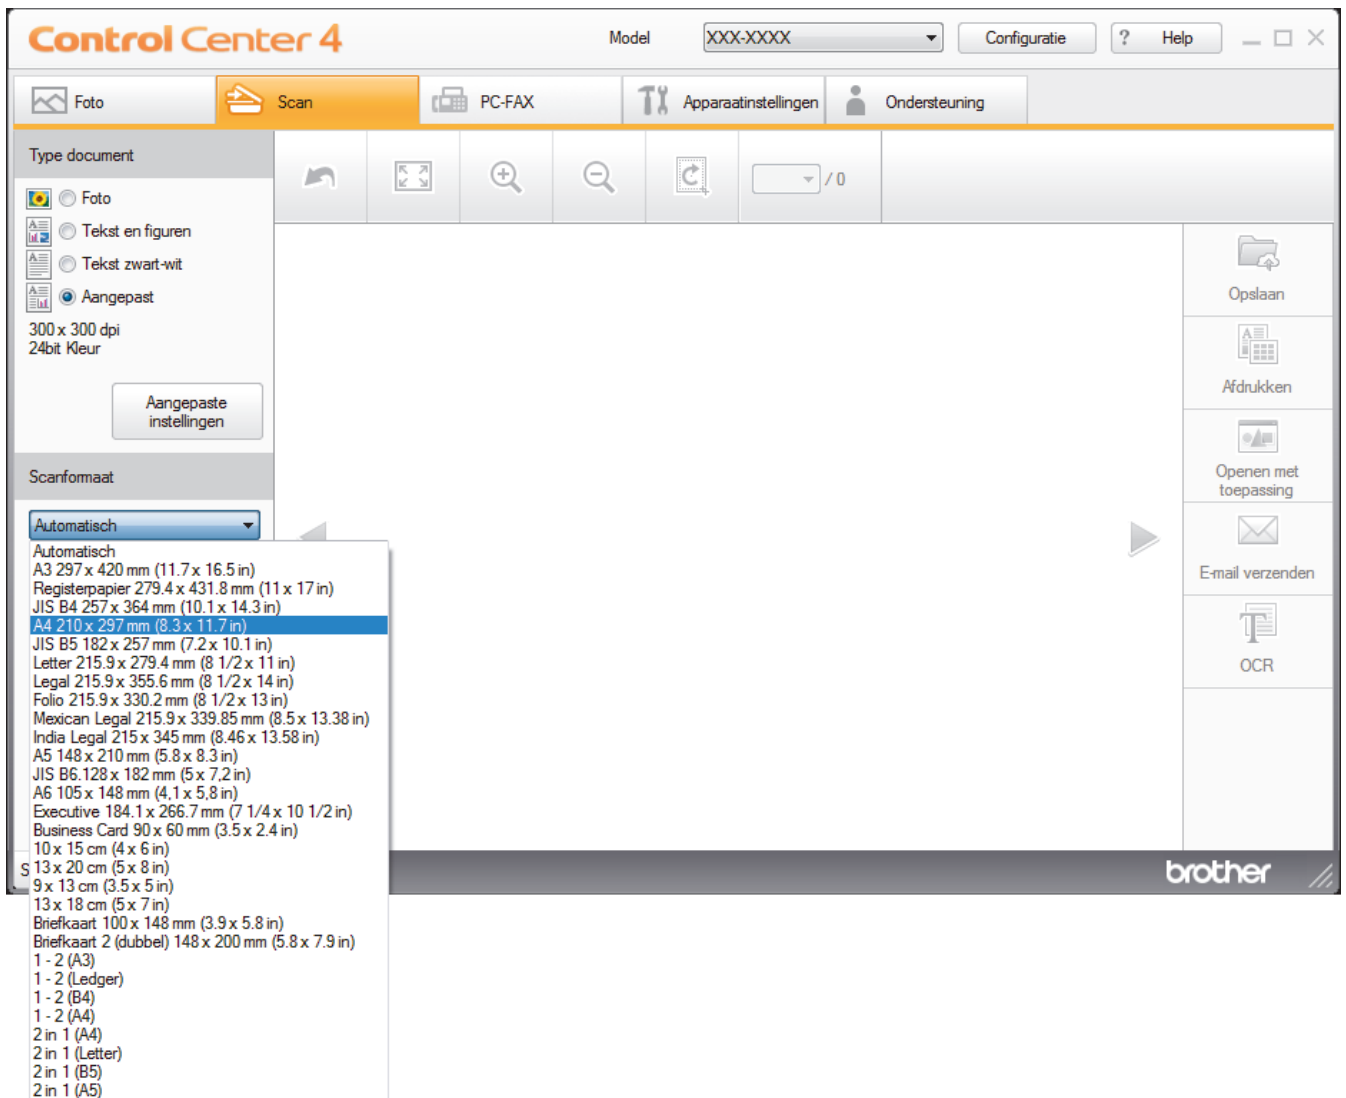 Control Center 4
Model
XXX-XXXX
Configuratie
? Help
Foto
Scan
PC-FAX
Apparaatinstellingen
Ondersteuning
Type document
/ 0
Foto
Tekst en figuren
Tekst zwart-wit
Aangepast
300 x 300 dpi
24bit Kleur
Aangepaste
instellingen
Scanformaat
Automatisch
Automatisch
A3 297 x 420 mm (11.7 x 16.5 in)
Registerpapier 279.4 x 431.8 mm (11 x 17 in)
JIS B4 257 x 364 mm (10.1 x 14.3 in)
A4 210 x 297 mm (8.3 x 11.7 in)
JIS B5 182 x 257 mm (7.2 x 10.1 in)
Letter 215.9 x 279.4 mm (8 1/2 x 11 in)
Legal 215.9 x 355.6 mm (8 1/2 x 14 in)
Folio 215.9 x 330.2 mm (8 1/2 x 13 in)
Mexican Legal 215.9 x 339.85 mm (8.5 x 13.38 in)
India Legal 215 x 345 mm (8.46 x 13.58 in)
A5 148 x 210 mm (5.8 x 8.3 in)
JIS B6.128 x 182 mm (5 x 7,2 in)
A6 105 x 148 mm (4,1 x 5,8 in)
Executive 184.1 x 266.7 mm (7 1/4 x 10 1/2 in)
Business Card 90 x 60 mm (3.5 x 2.4 in)
10 x 15 cm (4 x 6 in)
13 x 20 cm (5 x 8 in)
9 x 13 cm (3.5 x 5 in)
13 x 18 cm (5 x 7 in)
Briefkaart 100 x 148 mm (3.9 x 5.8 in)
Briefkaart 2 (dubbel) 148 x 200 mm (5.8 x 7.9 in)
1 - 2 (A3)
1 - 2 (Ledger)
1 - 2 (B4)
1 - 2 (A4)
2 in 1 (A4)
2 in 1 (Letter)
2 in 1 (B5)
2 in 1 (A5)
Opslaan
Afdrukken
Openen met
toepassing
E-mail verzenden
OCR
brother